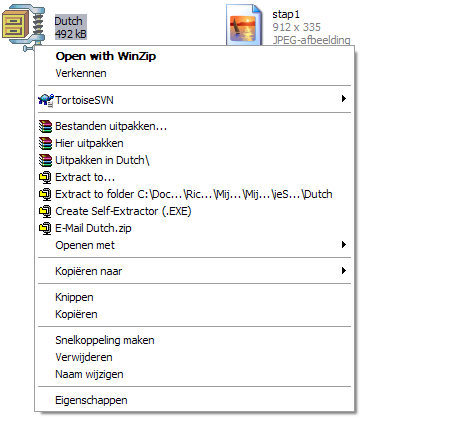 Dutch
492 kB
stap1
912 x 335
JPEG-afbeelding
Open with WinZip
Verkennen
TortoiseSVN
Bestanden uitpakken...
Hier uitpakken
Uitpakken in Dutch\
Extract to...
Extract to folder C:\Doc...\Ric...\Mij...\Mij...\ieS...\Dutch
Create Self-Extractor (.EXE)
E-Mail Dutch.zip
Openen met
Kopiëren naar
Knippen
Kopiëren
Snelkoppeling maken
Verwijderen
Naam wijzigen
Eigenschappen